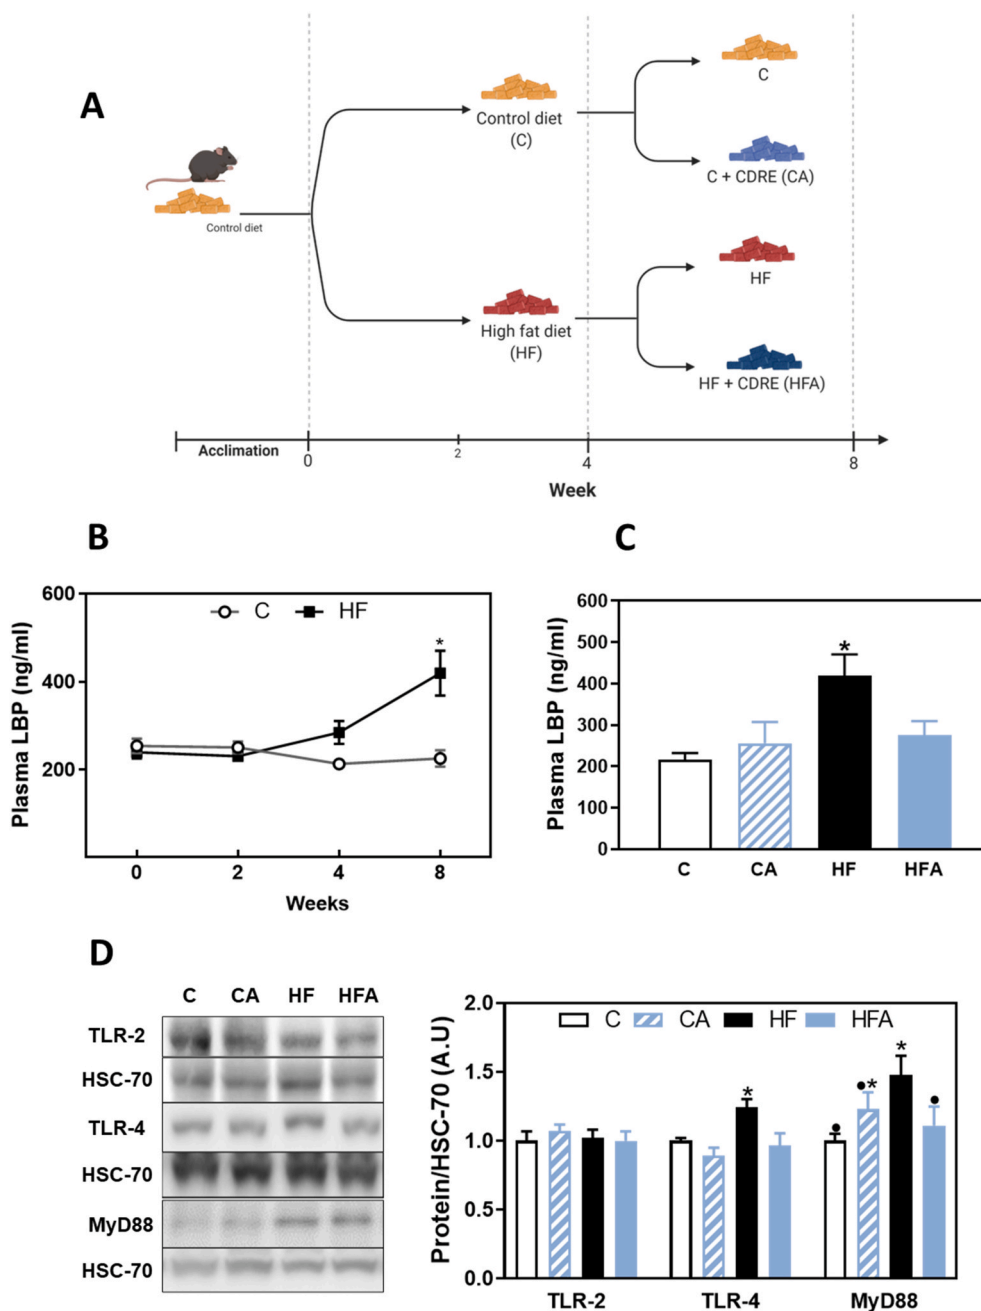 A
Control diet
Control diet
(C)
High fat diet
(HF)
C
C + CDRE (CA)
HF
HF + CDRE (HFA)
Acclimation
0
2
4
8
Week
B
Plasma LBP (ng/ml)
600
400
200
C
HF
*
0
2
4
8
Weeks
C
Plasma LBP (ng/ml)
600
500
400
300
200
100
0
*
C
CA
HF
HFA
D
C
CA
HF
HFA
TLR-2
HSC-70
TLR-4
HSC-70
MyD88
HSC-70
Protein/HSC-70 (A.U)
2.0
1.5
1.0
0.5
0.0
C
CA
HF
HFA
*
●
●*
*
●
TLR-2
TLR-4
MyD88